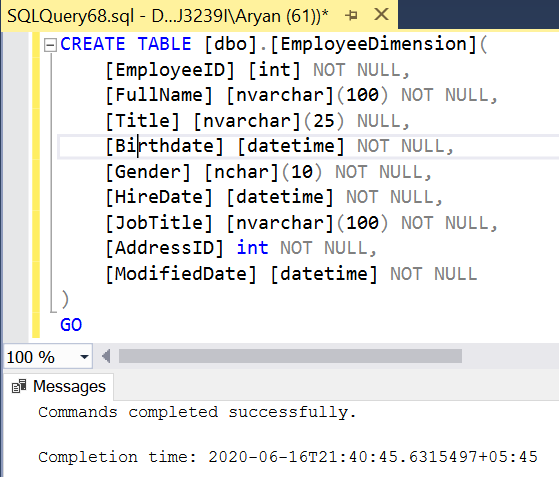 SQLQuery68.sql - D...J3239I\Aryan (61))*
CREATE TABLE [dbo].[EmployeeDimension](
[EmployeeID] [int] NOT NULL,
[FullName] [nvarchar](100) NOT NULL,
[Title] [nvarchar](25) NULL,
[Birthdate] [datetime] NOT NULL,
[Gender] [nchar](10) NOT NULL,
[HireDate] [datetime] NOT NULL,
[JobTitle] [nvarchar](100) NOT NULL,
[AddressID] int NOT NULL,
[ModifiedDate] [datetime] NOT NULL
)
GO
100 %
Messages
Commands completed successfully.
Completion time: 2020-06-16T21:40:45.6315497+05:45